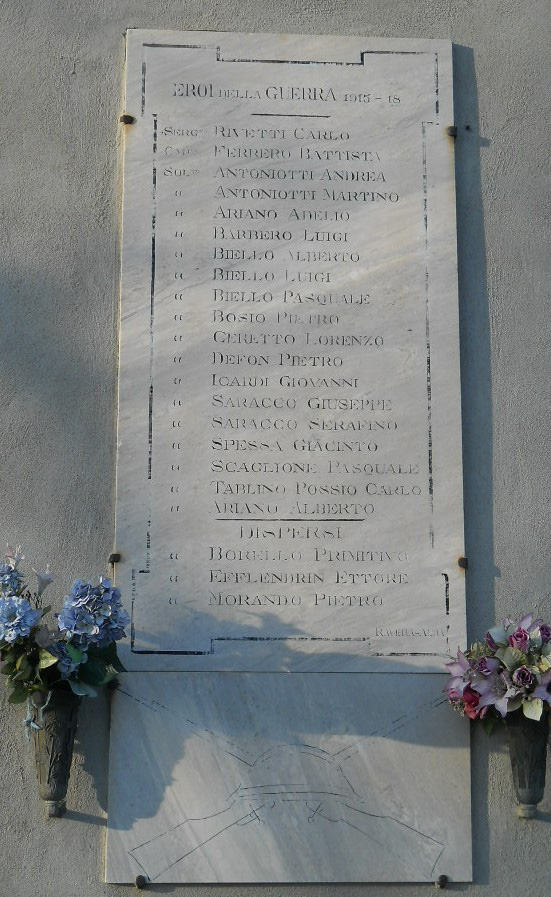 EROI DELLA GUERRA 1915-18
SERG.TE RIVETTI CARLO
FERRERO BATTISTA
ANTONIOTTI ANDREA
" ANTONIOTTI MARTINO
" ARIANO ADELIO
" BARBERO LUIGI
" BIELLO ALBERTO
" BIELLO LUIGI
" BIELLO PASQUALE
" BOSIO PIETRO
" CERETTO LORENZO
" DEFON PIETRO
" ICARDI GIOVANNI
" SARACCO GIUSEPPE
" SARACCO SERAFINO
" SPESSA GIACINTO
" SCAGLIONE PASQUALE
" TABLINO POSSIO CARLO
" ARIANO ALBERTO
DISPERSI
" BORELLO PRIMITIVO
" EFFLENDRIN ETTORE
" MORANDO PIETRO
RAVERA-ALBA